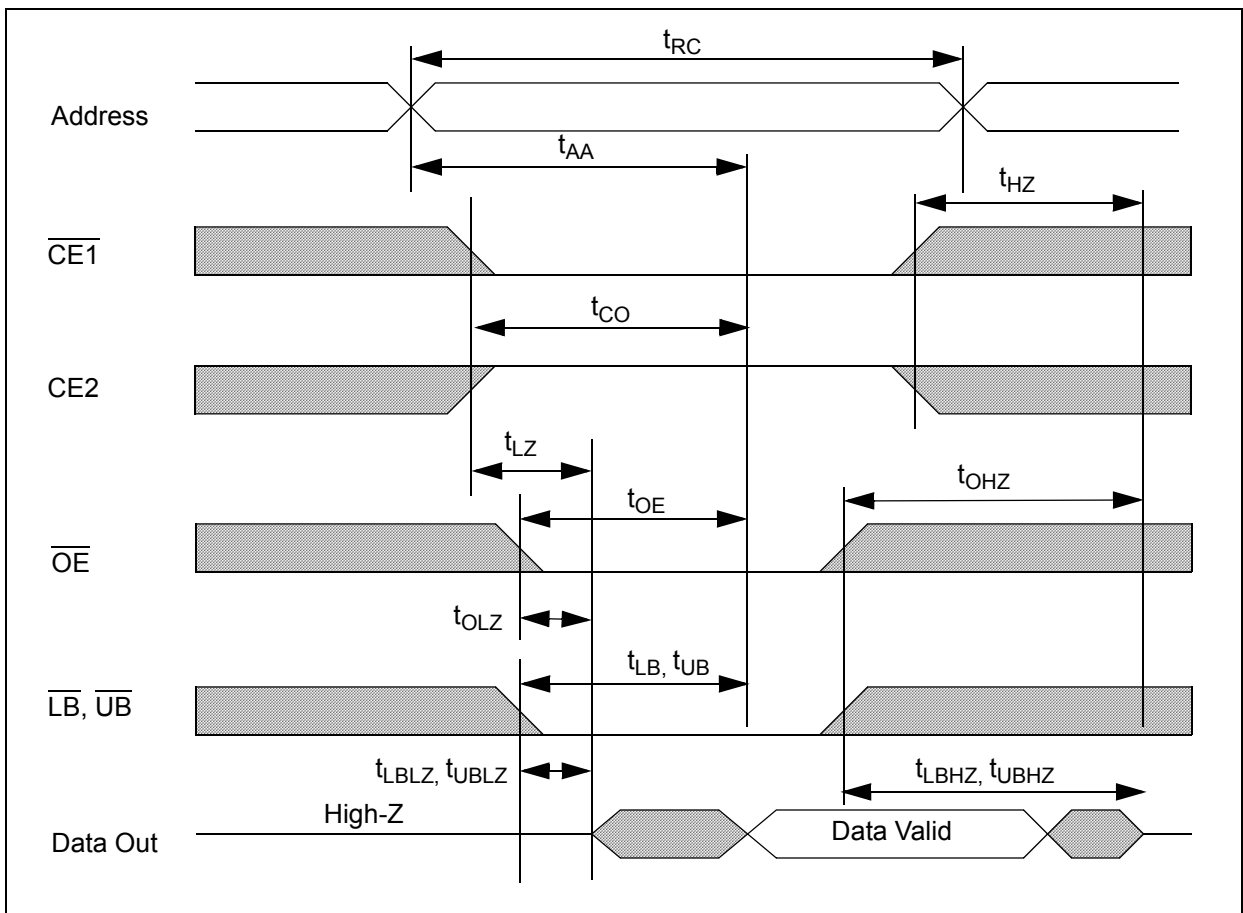 tRC
Address
tAA
tHZ
CE1
tCO
CE2
tLZ
tOHZ
tOE
OE
tOLZ
tLB, tUB
LB, UB
tLBLZ, tUBLZ
tLBHZ, tUBHZ
High-Z
Data Valid
Data Out